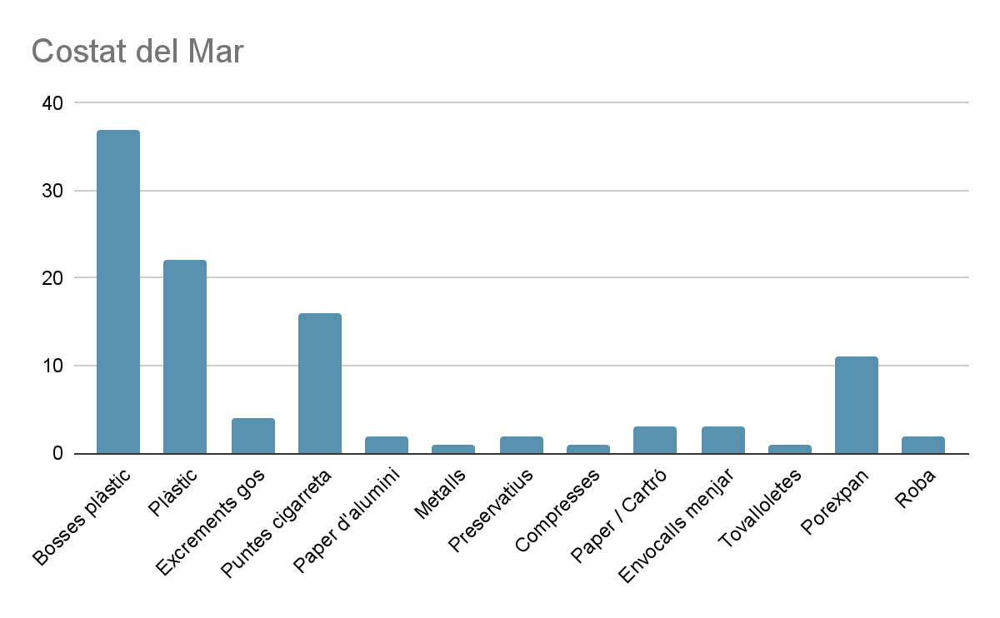 Costat del Mar
40
30
20
10
0
Bosses plàstic
Plàstic
Excrements gos
Puntes cigarreta
Paper d'alumini
Metalls
Preservatius
Compresses
Paper / Cartró
Envocalls menjar
Tovalloletes
Porexpan
Roba